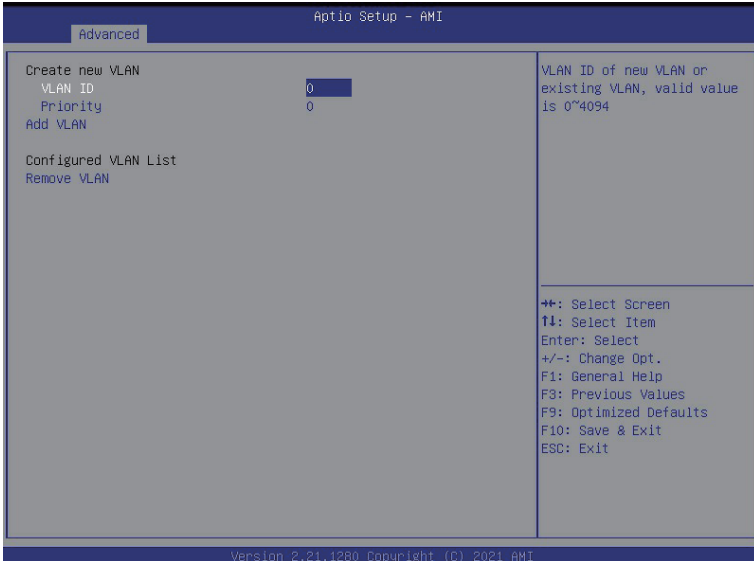 Aptio Setup - AMI
Advanced
Create new VLAN
VLAN ID 0
Priority 0
Add VLAN
Configured VLAN List
Remove VLAN
VLAN ID of new VLAN or
existing VLAN, valid value
is 0~4094
→←: Select Screen
↑↓: Select Item
Enter: Select
+/-: Change Opt.
F1: General Help
F3: Previous Values
F9: Optimized Defaults
F10: Save & Exit
ESC: Exit
Version 2.21.1280 Copyright (C) 2021 AMI